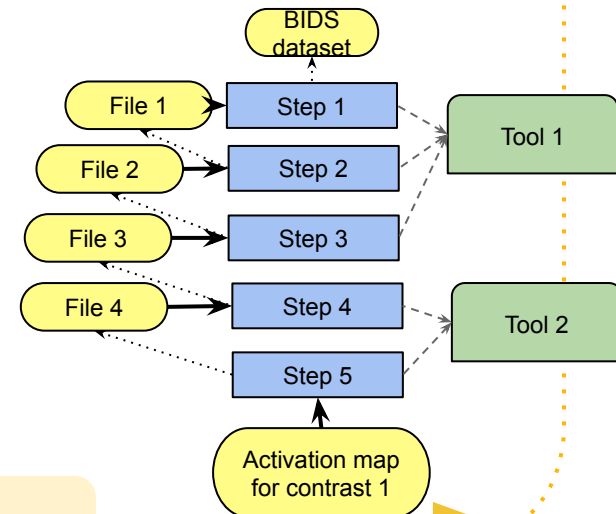 BIDS
dataset
File 1
Step 1
Tool 1
File 2
Step 2
File 3
Step 3
File 4
Step 4
Tool 2
Step 5
Activation map
for contrast 1